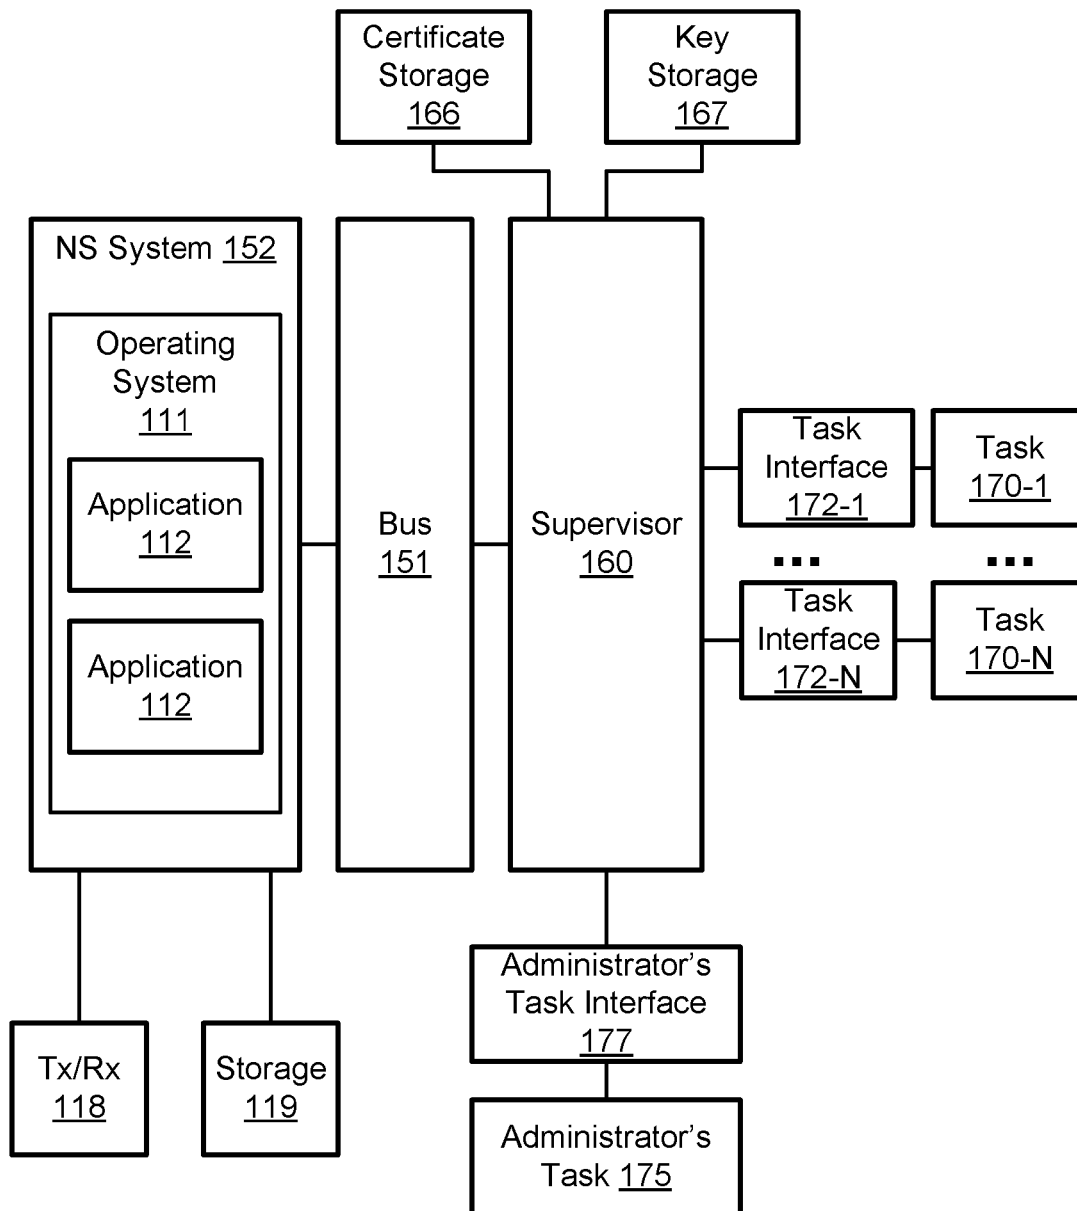 Certificate
Storage
166
Key
Storage
167
NS System 152
Operating
System
111
Application
112
Application
112
Bus
151
Supervisor
160
Task
Interface
172-1
Task
170-1
...
...
Task
Interface
172-N
Task
170-N
Administrator's
Task Interface
177
Tx/Rx
118
Storage
119
Administrator's
Task 175